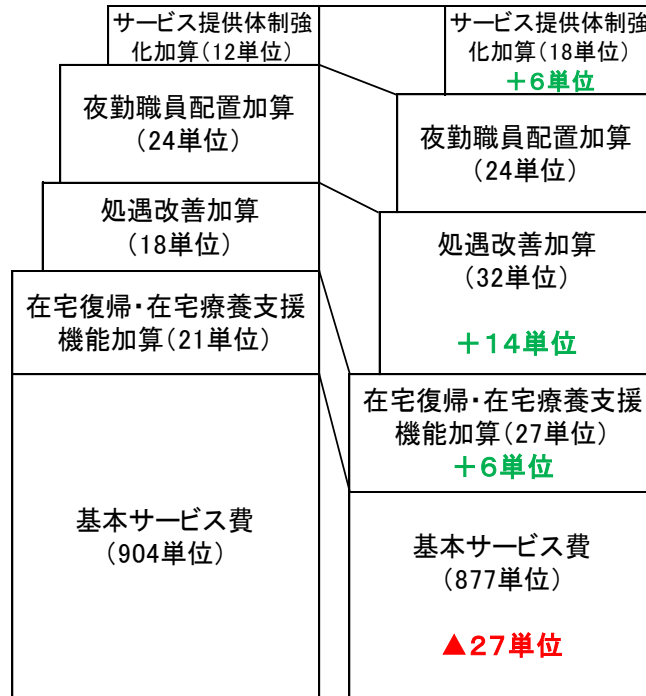 サービス提供体制強
化加算(12単位)
夜勤職員配置加算
(24単位)
処遇改善加算
(18単位)
在宅復帰・在宅療養支援
機能加算(21単位)
基本サービス費
(904単位)
サービス提供体制強
化加算(18単位)
+6単位
夜勤職員配置加算
(24単位)
処遇改善加算
(32単位)
+14単位
在宅復帰・在宅療養支援
機能加算(27単位)
+6単位
基本サービス費
(877単位)
▲27単位